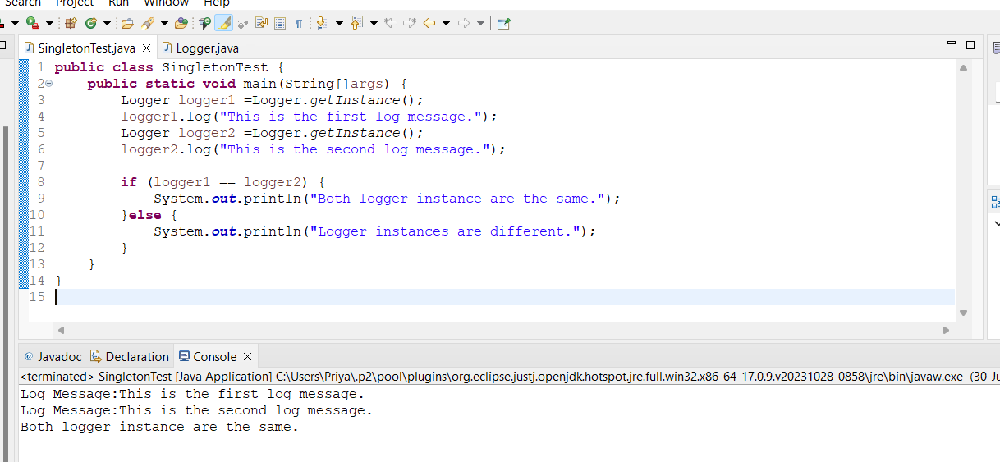 Search Project Run Window Help
SingletonTest.java Logger.java
1 public class SingletonTest {
2 public static void main(String[]args) {
3 Logger logger1 =Logger.getInstance();
4 logger1.log("This is the first log message.");
5 Logger logger2 =Logger.getInstance();
6 logger2.log("This is the second log message.");
7
8 if (logger1 == logger2) {
9 System.out.println("Both logger instance are the same.");
10 }else {
11 System.out.println("Logger instances are different.");
12 }
13 }
14 }
15
@ Javadoc Declaration Console
<terminated> SingletonTest [Java Application] C:\Users\Priya\.p2\pool\plugins\org.eclipse.justj.openjdk.hotspot.jre.full.win32.x86_64_17.0.9.v20231028-0858\jre\bin\javaw.exe (30-Ju
Log Message:This is the first log message.
Log Message:This is the second log message.
Both logger instance are the same.